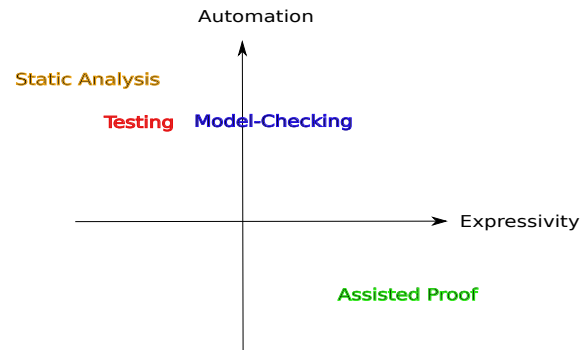 Automation
Static Analysis
Testing
Model-Checking
Expressivity
Assisted Proof